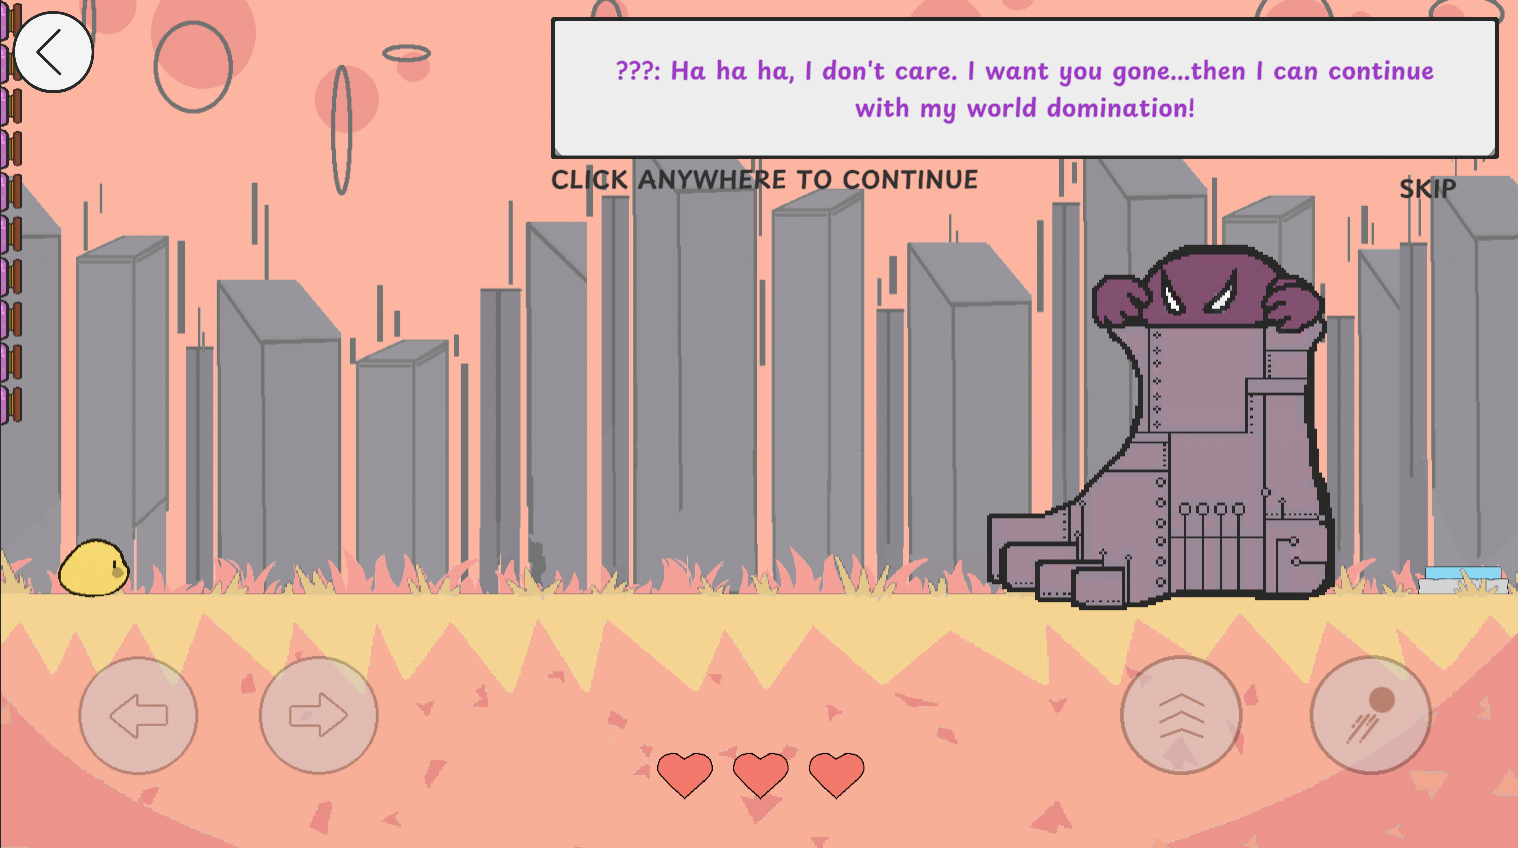 ???: Ha ha ha, I don't care. I want you gone...then I can continue
with my world domination!
CLICK ANYWHERE TO CONTINUE
SKIP